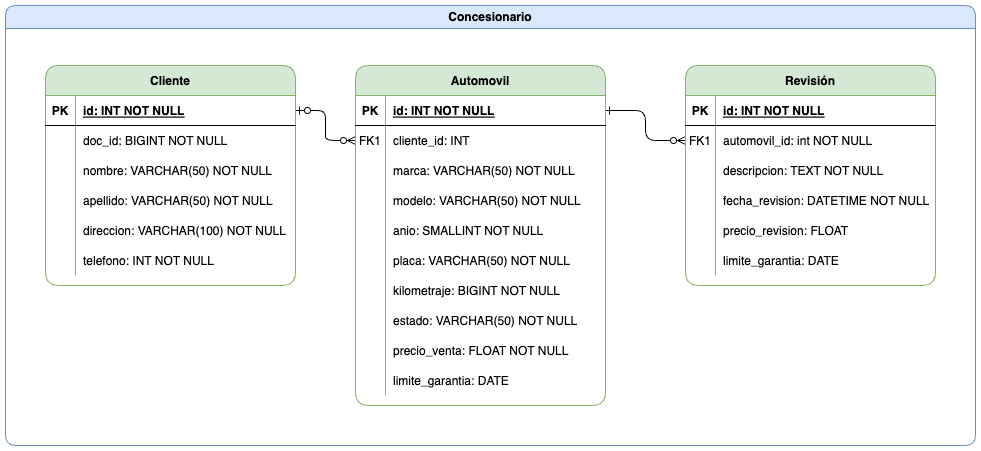 Concesionario
Cliente
PK id: INT NOT NULL
doc_id: BIGINT NOT NULL
nombre: VARCHAR(50) NOT NULL
apellido: VARCHAR(50) NOT NULL
direccion: VARCHAR(100) NOT NULL
telefono: INT NOT NULL
Automovil
PK id: INT NOT NULL
FK1 cliente_id: INT
marca: VARCHAR(50) NOT NULL
modelo: VARCHAR(50) NOT NULL
anio: SMALLINT NOT NULL
placa: VARCHAR(50) NOT NULL
kilometraje: BIGINT NOT NULL
estado: VARCHAR(50) NOT NULL
precio_venta: FLOAT NOT NULL
limite_garantia: DATE
Revisión
PK id: INT NOT NULL
FK1 automovil_id: int NOT NULL
descripcion: TEXT NOT NULL
fecha_revision: DATETIME NOT NULL
precio_revision: FLOAT
limite_garantia: DATE